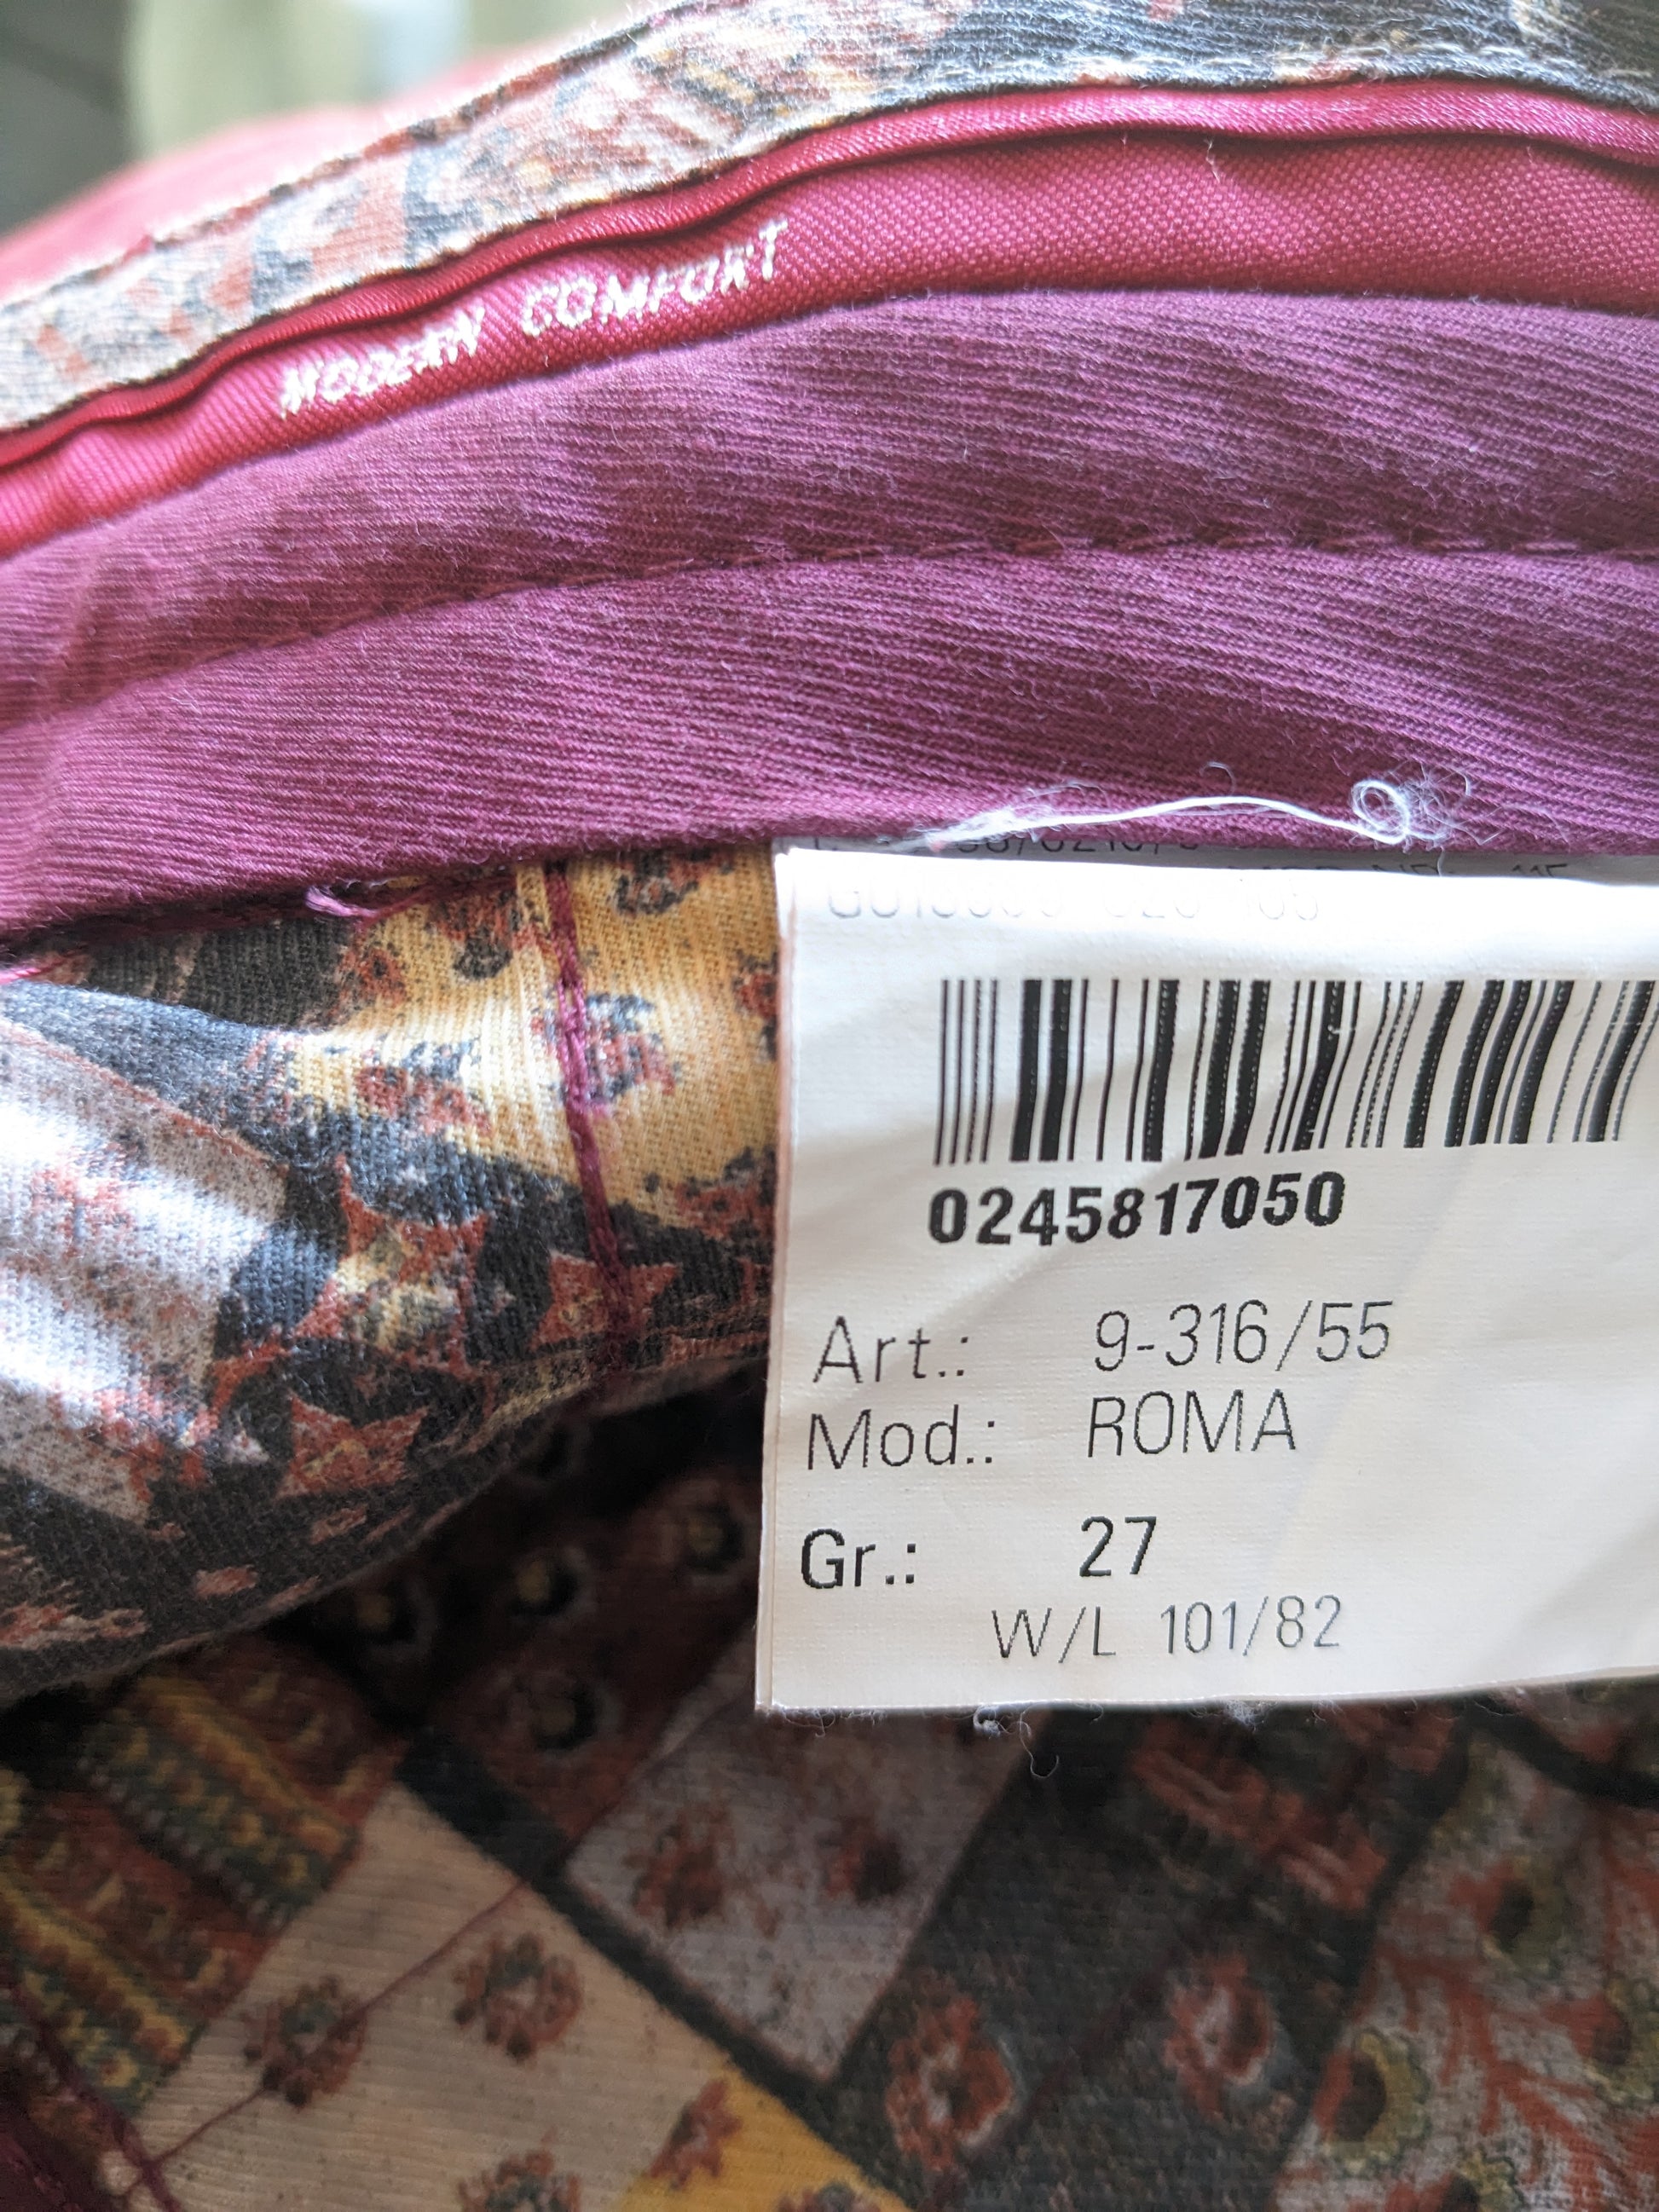 MODERN COMFORT
0245817050
Art.: 9-316/55
Mod.: ROMA
Gr.: 27
W/L 101/82